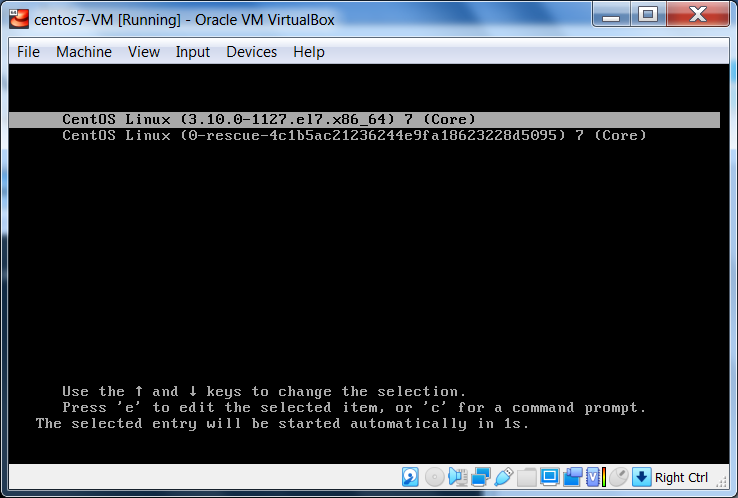 centos7-VM [Running] - Oracle VM VirtualBox
File Machine View Input Devices Help
CentOS Linux (3.10.0-1127.el7.x86_64) 7 (Core)
CentOS Linux (0-rescue-4c1b5ac21236244e9fa18623228d5095) 7 (Core)
Use the ↑ and ↓ keys to change the selection.
Press 'e' to edit the selected item, or 'c' for a command prompt.
The selected entry will be started automatically in 1s.
Right Ctrl